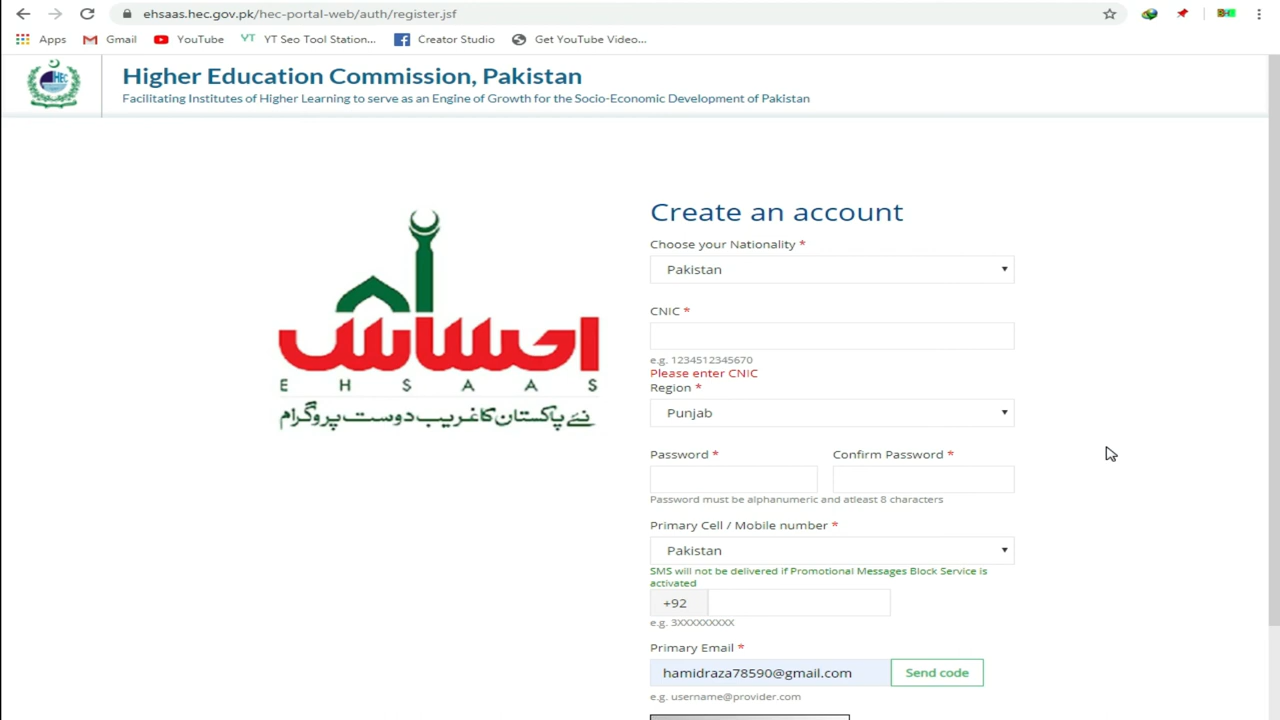 ehsaas.hec.gov.pk/hec-portal-web/auth/register.jsf
Apps Gmail YouTube YT YT Seo Tool Station... Creator Studio Get YouTube Video...
HEC
Higher Education Commission, Pakistan
Facilitating Institutes of Higher Learning to serve as an Engine of Growth for the Socio-Economic Development of Pakistan
احساس
EHSAAS
نئے پاکستان کا غریب دوست پروگرام
Create an account
Choose your Nationality *
Pakistan
CNIC *
e.g. 1234512345670
Please enter CNIC
Region *
Punjab
Password * Confirm Password *
Password must be alphanumeric and atleast 8 characters
Primary Cell / Mobile number *
Pakistan
SMS will not be delivered if Promotional Messages Block Service is
activated
+92
e.g. 3XXXXXXXXX
Primary Email *
hamidraza78590@gmail.com Send code
e.g. username@provider.com